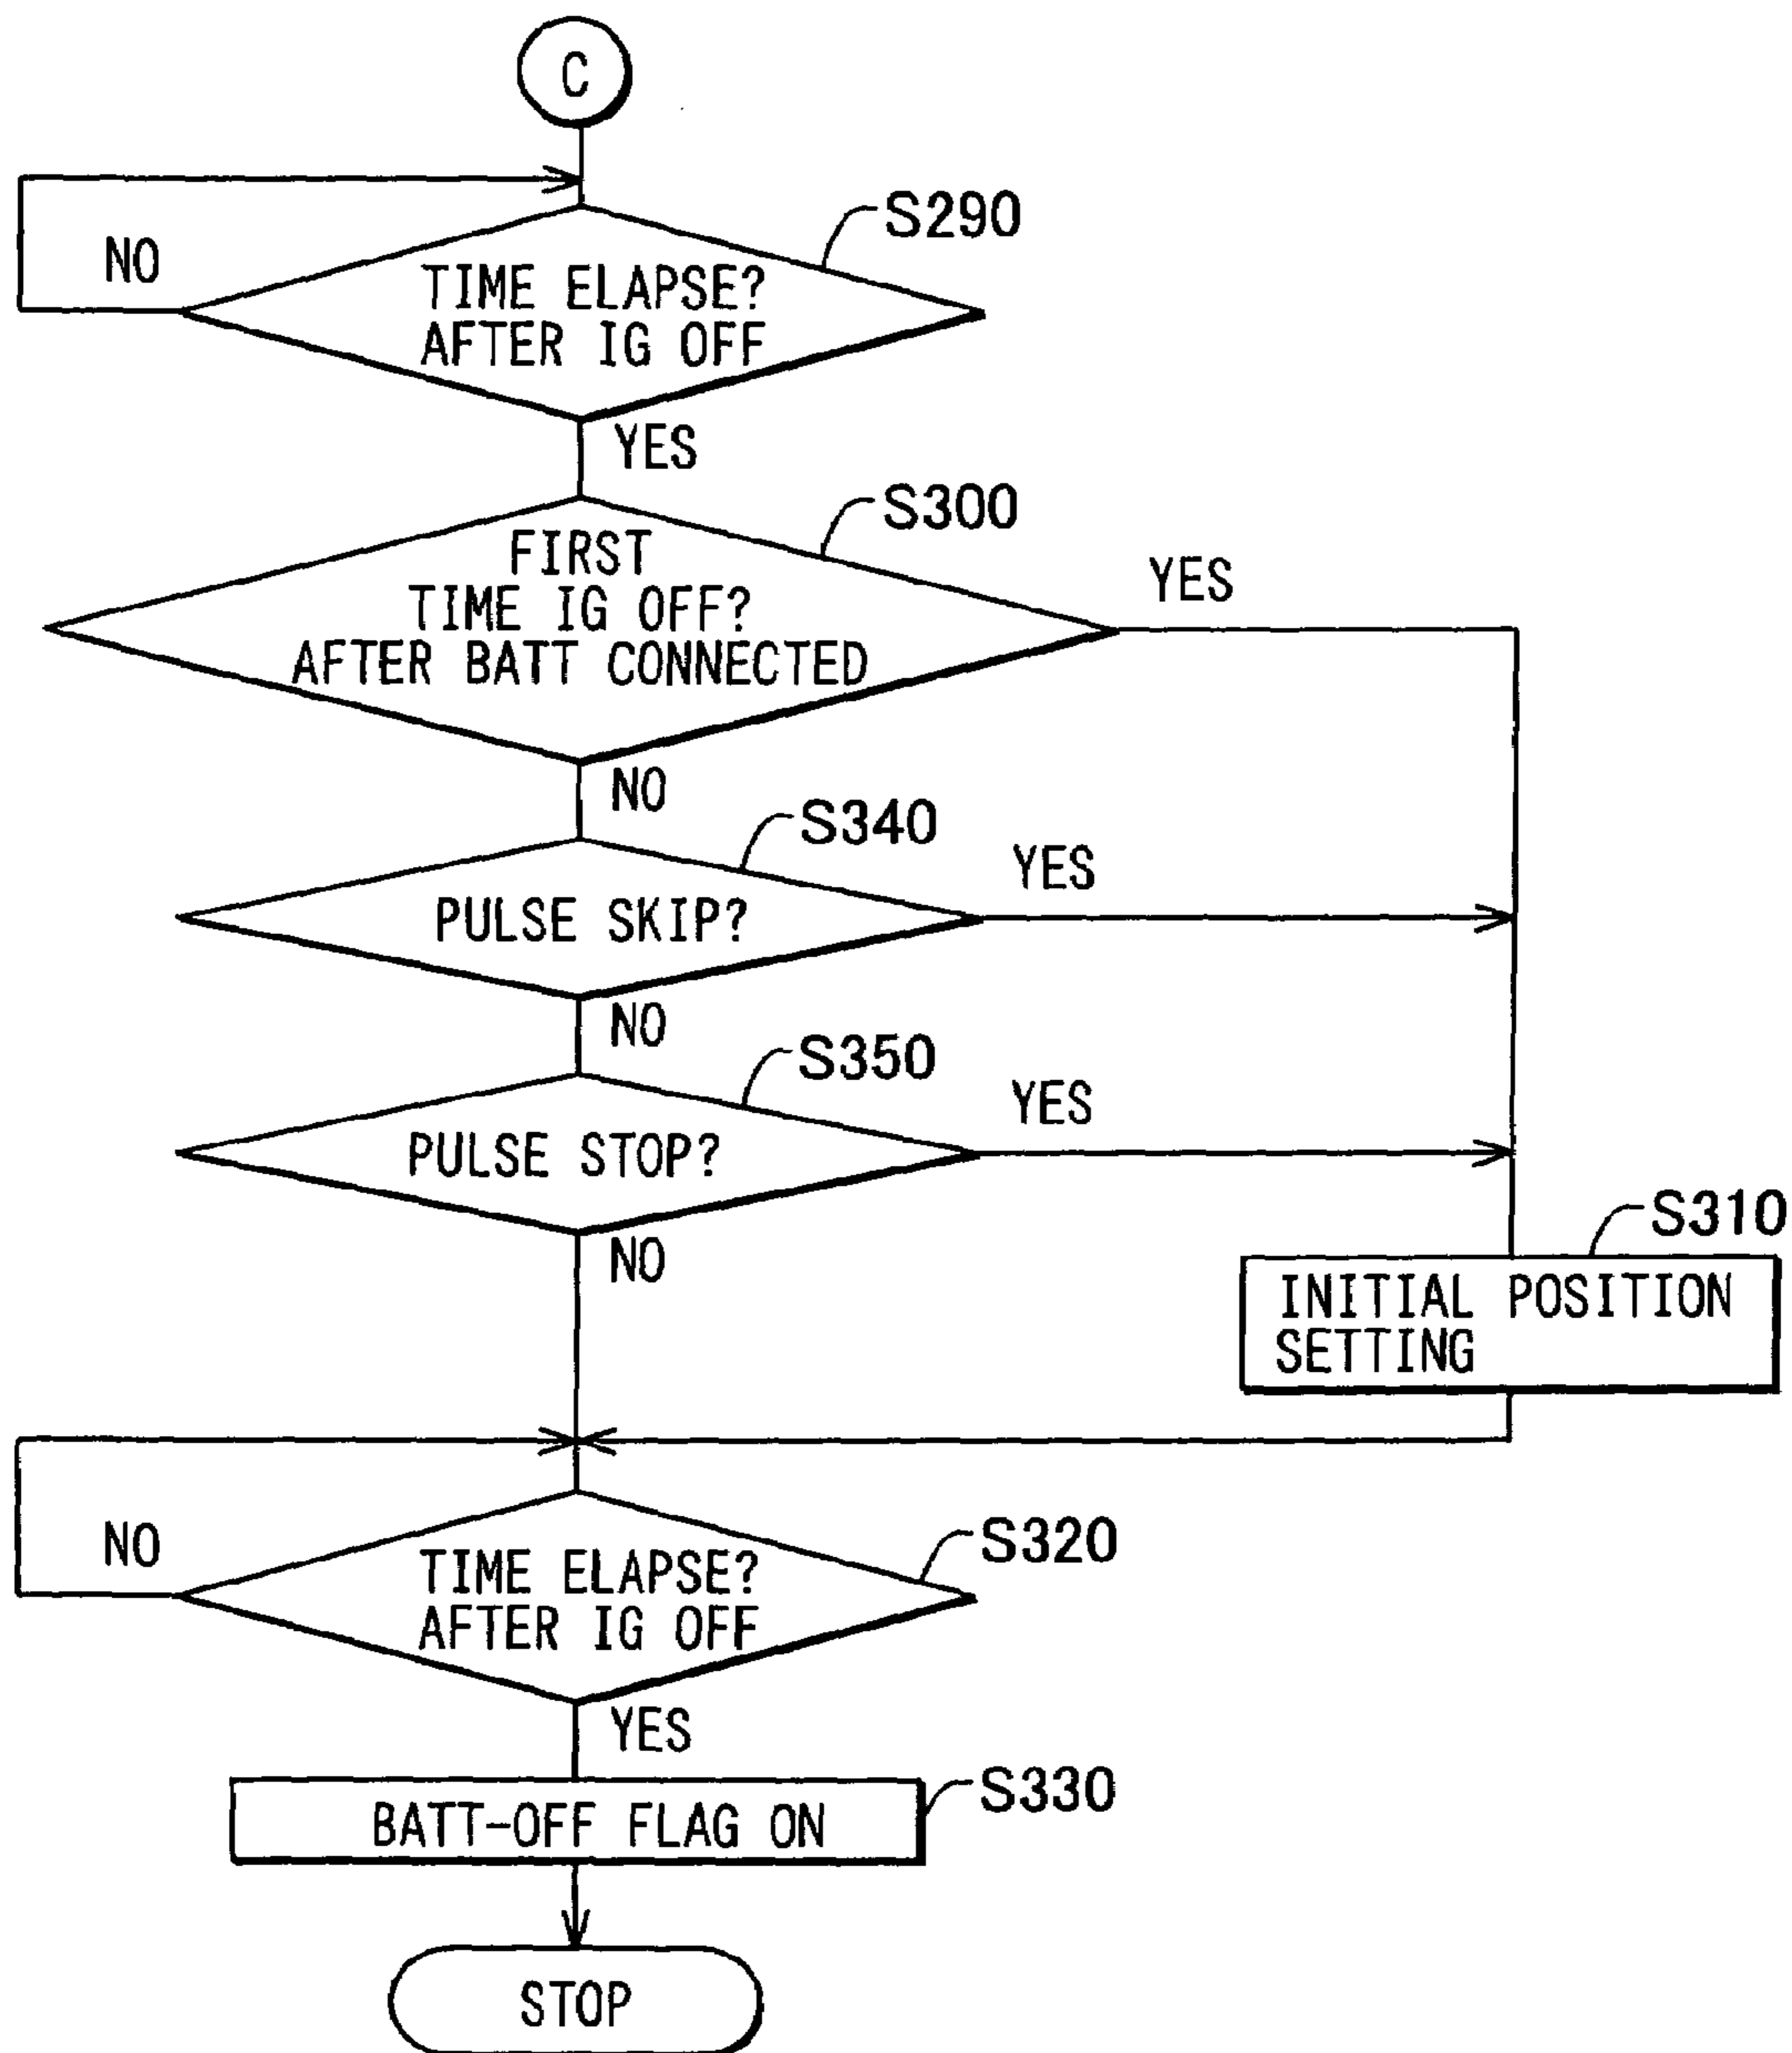 C
S290
NO
TIME ELAPSE?
AFTER IG OFF
YES
S300
FIRST
TIME IG OFF?
AFTER BATT CONNECTED
YES
NO
S340
YES
PULSE SKIP?
NO
S350
YES
PULSE STOP?
NO
S310
INITIAL POSITION
SETTING
S320
NO
TIME ELAPSE?
AFTER IG OFF
YES
S330
BATT-OFF FLAG ON
STOP